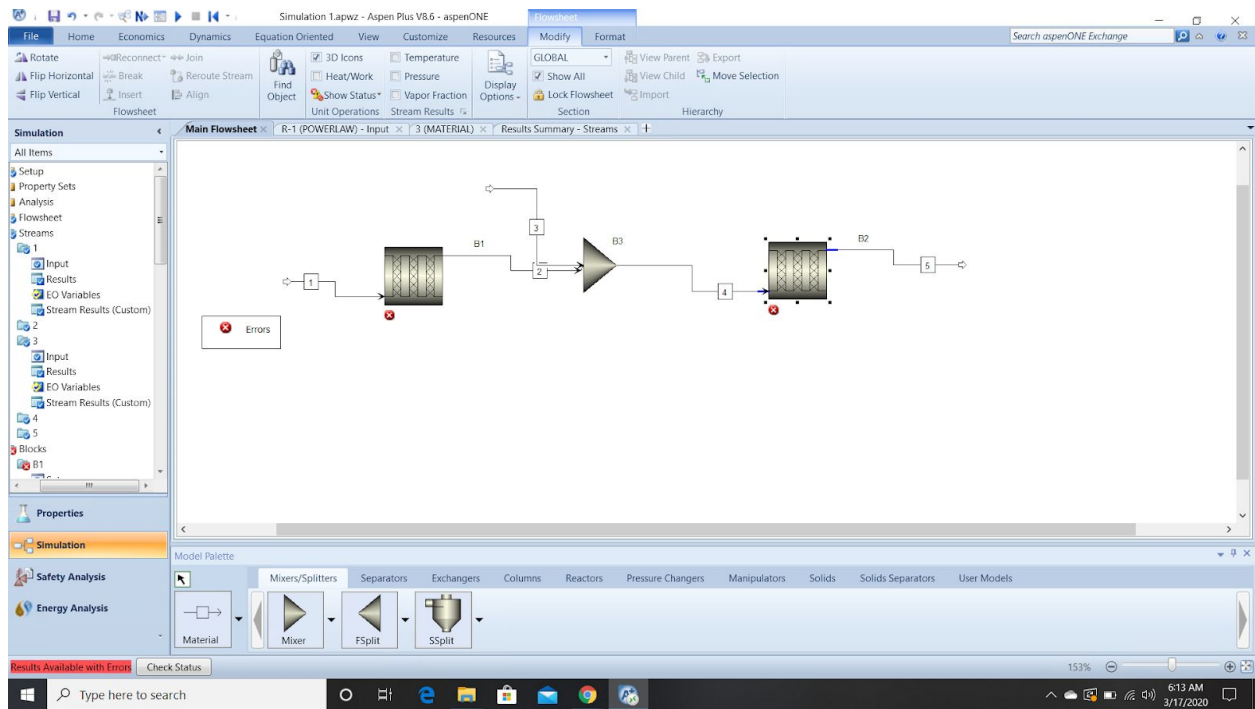 Simulation 1.apwz - Aspen Plus V8.6 - aspenONE
Flowsheet
File Home Economics Dynamics Equation Oriented View Customize Resources Modify Format
Search aspenONE Exchange
Rotate Reconnect Join
Flip Horizontal Break Reroute Stream
Flip Vertical Insert Align
Flowsheet
Find Object
3D Icons Temperature
Heat/Work Pressure
Show Status Vapor Fraction
Unit Operations Stream Results
Display Options
GLOBAL
Show All
Lock Flowsheet
Section
View Parent Export
View Child Move Selection
Import
Hierarchy
Simulation
All Items
Setup
Property Sets
Analysis
Flowsheet
Streams
1
Input
Results
EO Variables
Stream Results (Custom)
2
3
Input
Results
EO Variables
Stream Results (Custom)
4
5
Blocks
B1
Properties
Simulation
Safety Analysis
Energy Analysis
Main Flowsheet R-1 (POWERLAW) - Input 3 (MATERIAL) Results Summary - Streams +
3
B1
B3
B2
2
5
1
4
Errors
Model Palette
Mixers/Splitters Separators Exchangers Columns Reactors Pressure Changers Manipulators Solids Solids Separators User Models
Material Mixer FSplit SSplit
Results Available with Errors Check Status
153%
Type here to search
6:13 AM
3/17/2020